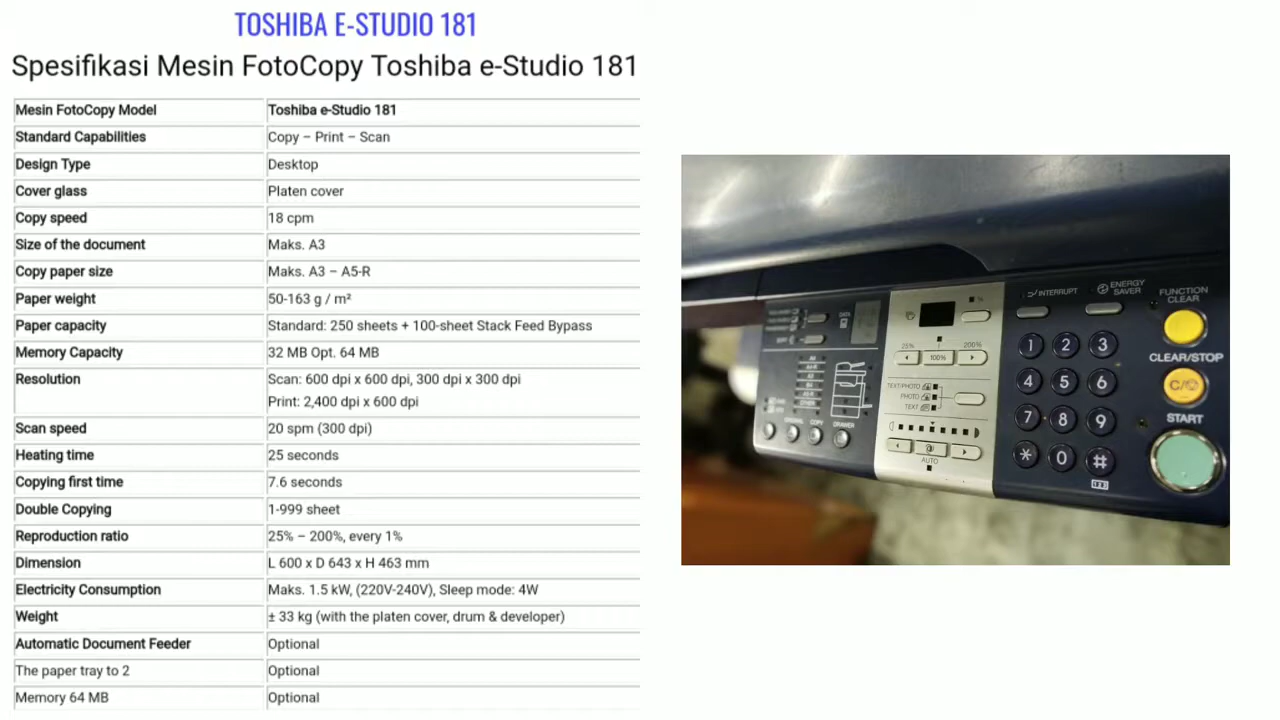 TOSHIBA E-STUDIO 181
Spesifikasi Mesin FotoCopy Toshiba e-Studio 181
Mesin FotoCopy Model Toshiba e-Studio 181
Standard Capabilities Copy – Print – Scan
Design Type Desktop
Cover glass Platen cover
Copy speed 18 cpm
Size of the document Maks. A3
Copy paper size Maks. A3 – A5-R
Paper weight 50-163 g / m²
Paper capacity Standard: 250 sheets + 100-sheet Stack Feed Bypass
Memory Capacity 32 MB Opt. 64 MB
Resolution Scan: 600 dpi x 600 dpi, 300 dpi x 300 dpi
Print: 2,400 dpi x 600 dpi
Scan speed 20 spm (300 dpi)
Heating time 25 seconds
Copying first time 7.6 seconds
Double Copying 1-999 sheet
Reproduction ratio 25% – 200%, every 1%
Dimension L 600 x D 643 x H 463 mm
Electricity Consumption Maks. 1.5 kW, (220V-240V), Sleep mode: 4W
Weight ± 33 kg (with the platen cover, drum & developer)
Automatic Document Feeder Optional
The paper tray to 2 Optional
Memory 64 MB Optional
INTERRUPT
ENERGY
SAVER
FUNCTION
CLEAR
DATA
%
25% 200%
100%
1 2 3
CLEAR/STOP
4 5 6
C/
TEXT/PHOTO
PHOTO
TEXT
7 8 9
START
ORIGINAL COPY DRAWER
* 0 #
AUTO